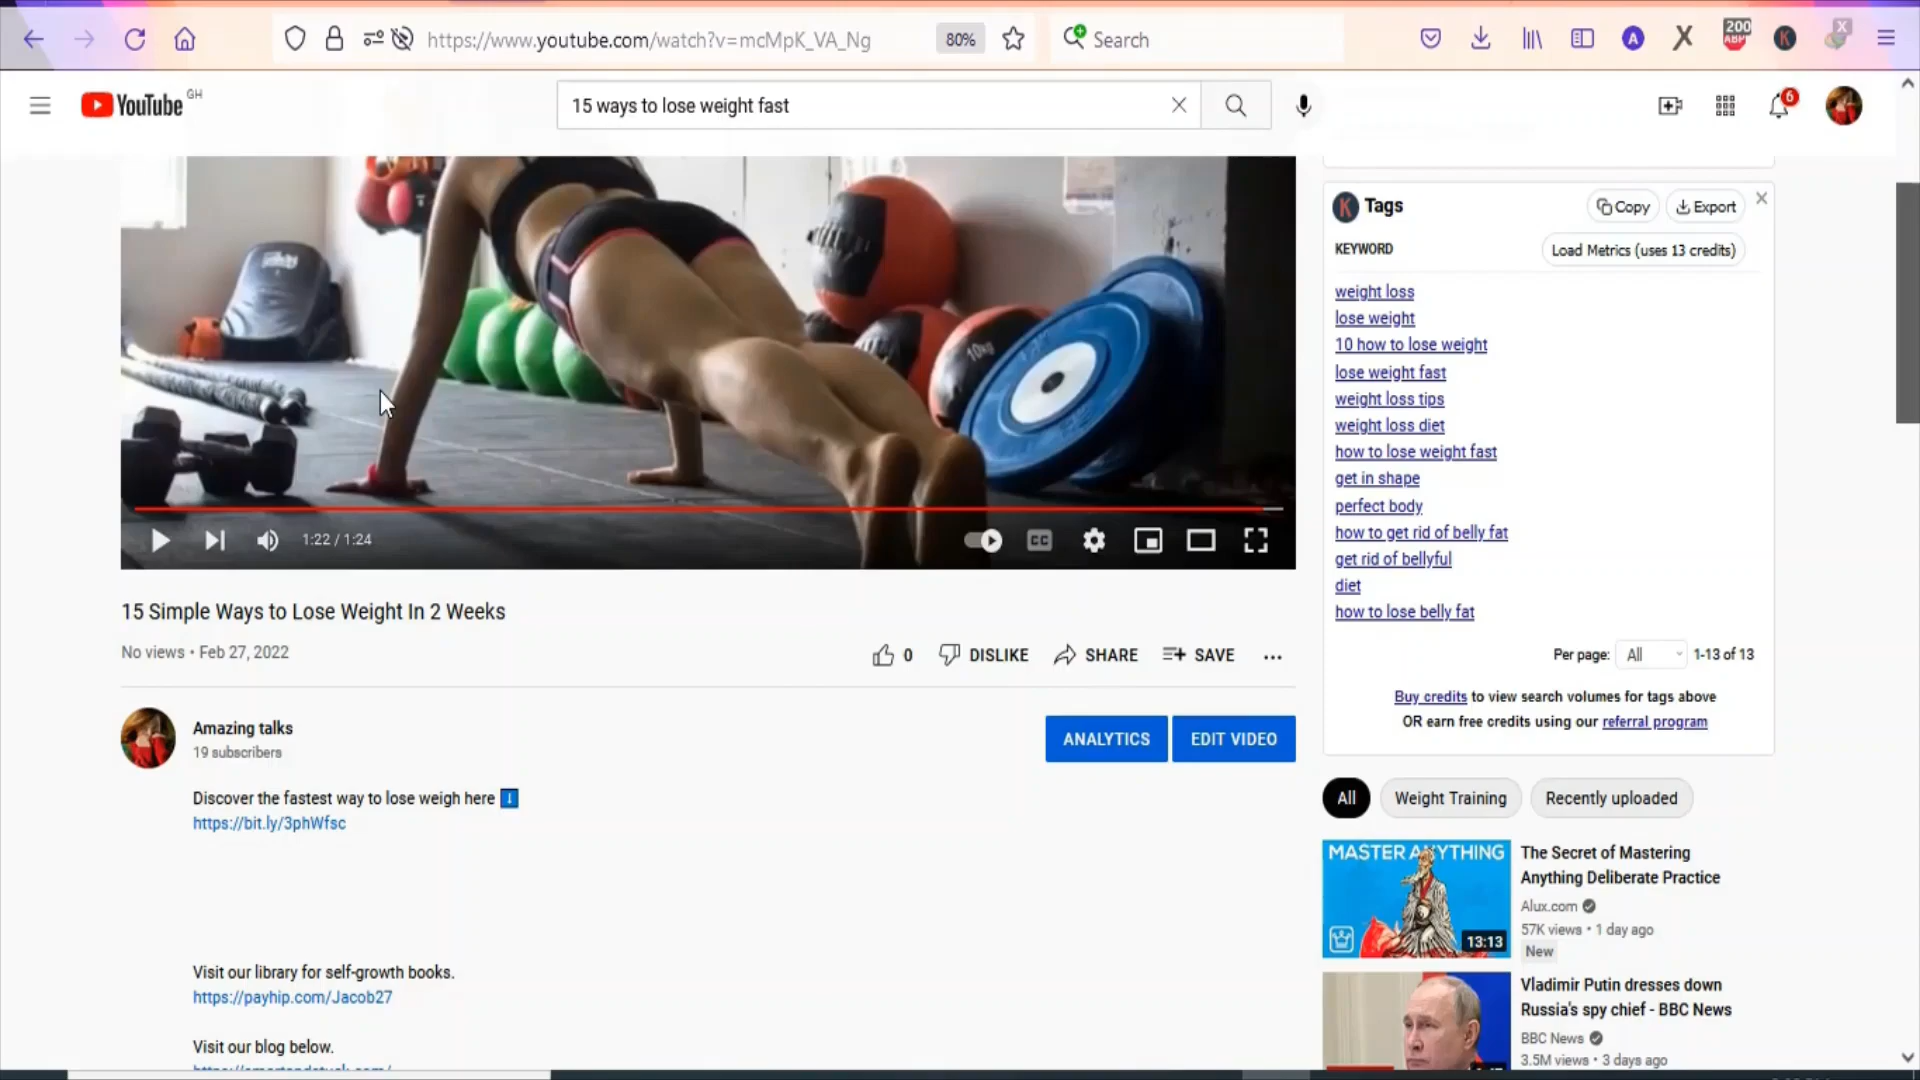 https://www.youtube.com/watch?v=mcMpK_VA_Ng
80%
Search
A
200
ABP
K
X
YouTube GH
15 ways to lose weight fast
6
10kg
1:22 / 1:24
CC
15 Simple Ways to Lose Weight In 2 Weeks
No views • Feb 27, 2022
0
DISLIKE
SHARE
SAVE
Amazing talks
19 subscribers
ANALYTICS
EDIT VIDEO
Discover the fastest way to lose weigh here
https://bit.ly/3phWfsc
Visit our library for self-growth books.
https://payhip.com/Jacob27
Visit our blog below.
K Tags
Copy
Export
KEYWORD
Load Metrics (uses 13 credits)
weight loss
lose weight
10 how to lose weight
lose weight fast
weight loss tips
weight loss diet
how to lose weight fast
get in shape
perfect body
how to get rid of belly fat
get rid of bellyful
diet
how to lose belly fat
Per page: All 1-13 of 13
Buy credits to view search volumes for tags above
OR earn free credits using our referral program
All
Weight Training
Recently uploaded
MASTER ANYTHING
13:13
The Secret of Mastering
Anything Deliberate Practice
Alux.com
57K views • 1 day ago
New
Vladimir Putin dresses down
Russia's spy chief - BBC News
BBC News
3.5M views • 3 days ago